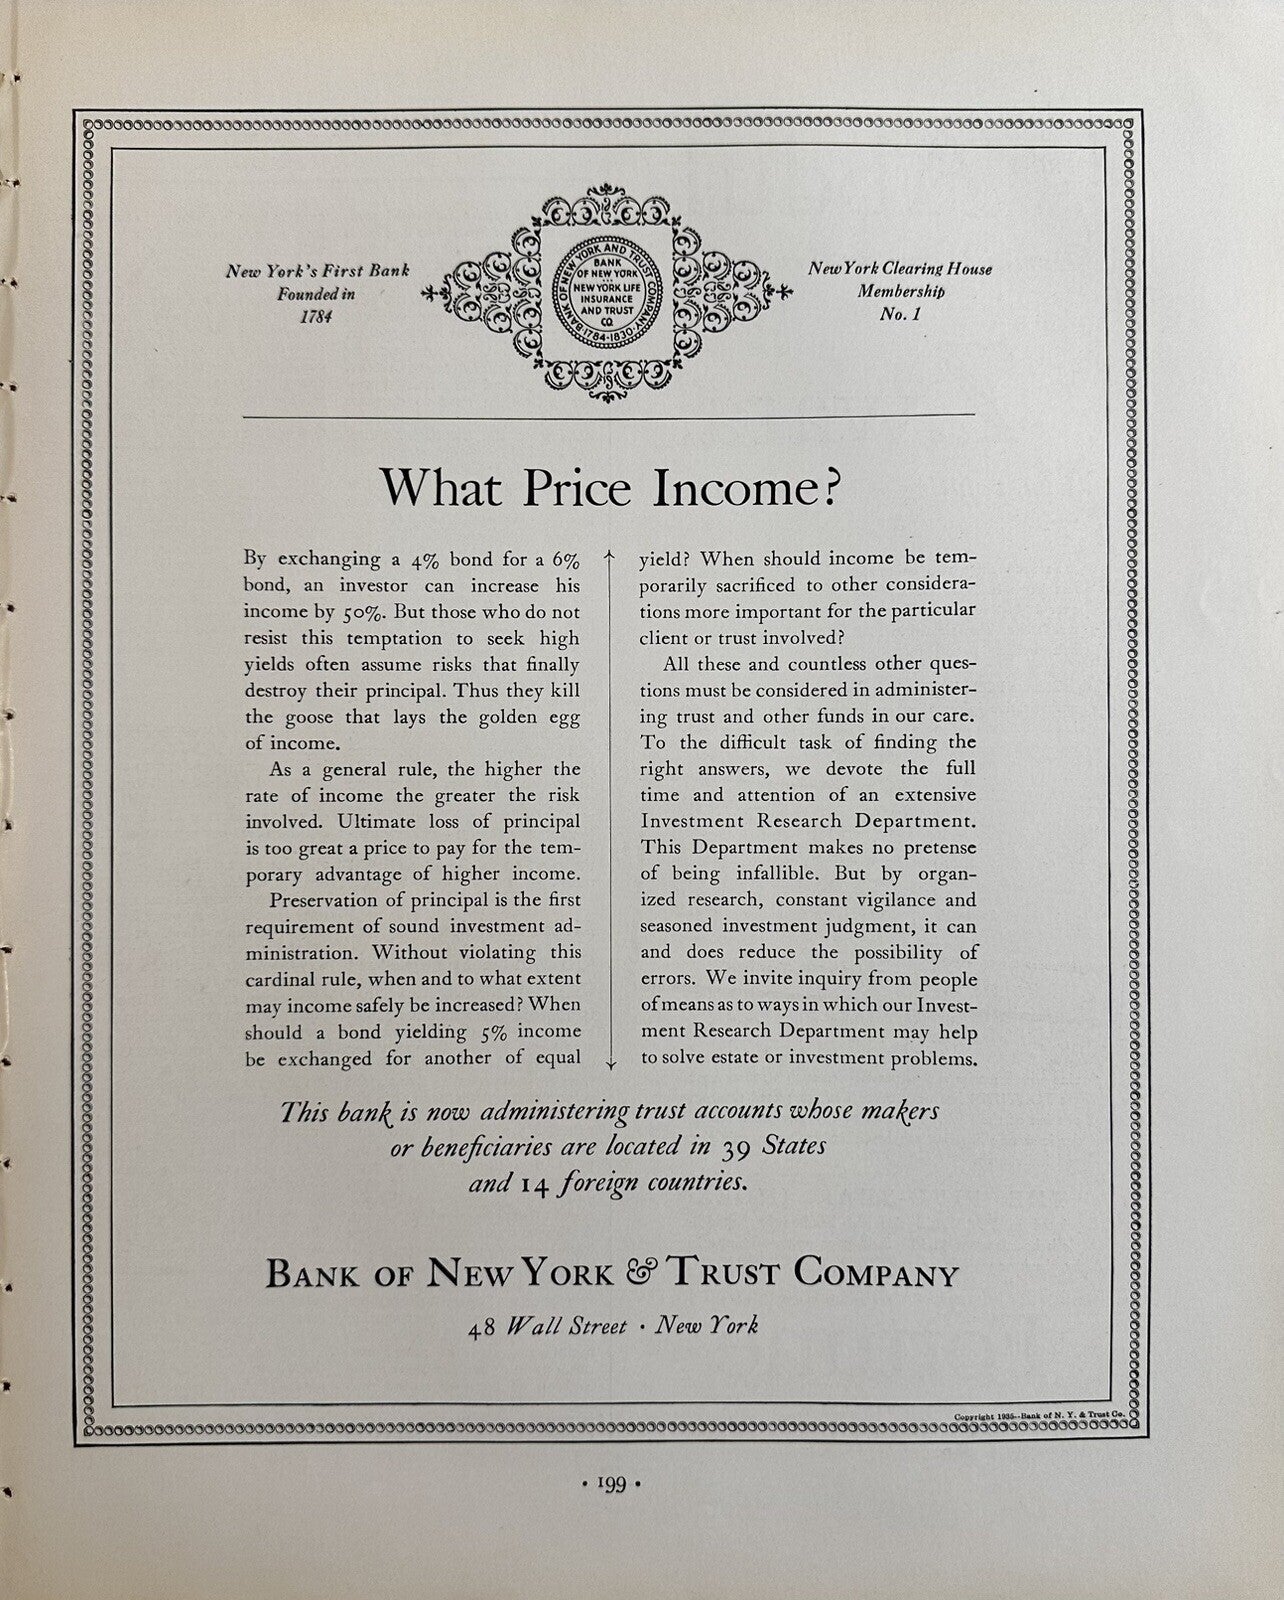 New York's First Bank
Founded in
1784
BANK OF NEW YORK AND TRUST COMPANY
BANK
OF NEW YORK
NEW YORK LIFE
INSURANCE
AND TRUST
CO.
·1784-1830·
New York Clearing House
Membership
No. 1
What Price Income?
By exchanging a 4% bond for a 6%
bond, an investor can increase his
income by 50%. But those who do not
resist this temptation to seek high
yields often assume risks that finally
destroy their principal. Thus they kill
the goose that lays the golden egg
of income.
As a general rule, the higher the
rate of income the greater the risk
involved. Ultimate loss of principal
is too great a price to pay for the tem-
porary advantage of higher income.
Preservation of principal is the first
requirement of sound investment ad-
ministration. Without violating this
cardinal rule, when and to what extent
may income safely be increased? When
should a bond yielding 5% income
be exchanged for another of equal
yield? When should income be tem-
porarily sacrificed to other considera-
tions more important for the particular
client or trust involved?
All these and countless other ques-
tions must be considered in administer-
ing trust and other funds in our care.
To the difficult task of finding the
right answers, we devote the full
time and attention of an extensive
Investment Research Department.
This Department makes no pretense
of being infallible. But by organ-
ized research, constant vigilance and
seasoned investment judgment, it can
and does reduce the possibility of
errors. We invite inquiry from people
of means as to ways in which our Invest-
ment Research Department may help
to solve estate or investment problems.
This bank is now administering trust accounts whose makers
or beneficiaries are located in 39 States
and 14 foreign countries.
BANK OF NEW YORK & TRUST COMPANY
48 Wall Street · New York
Copyright 1935--Bank of N. Y. & Trust Co.
· 199 ·